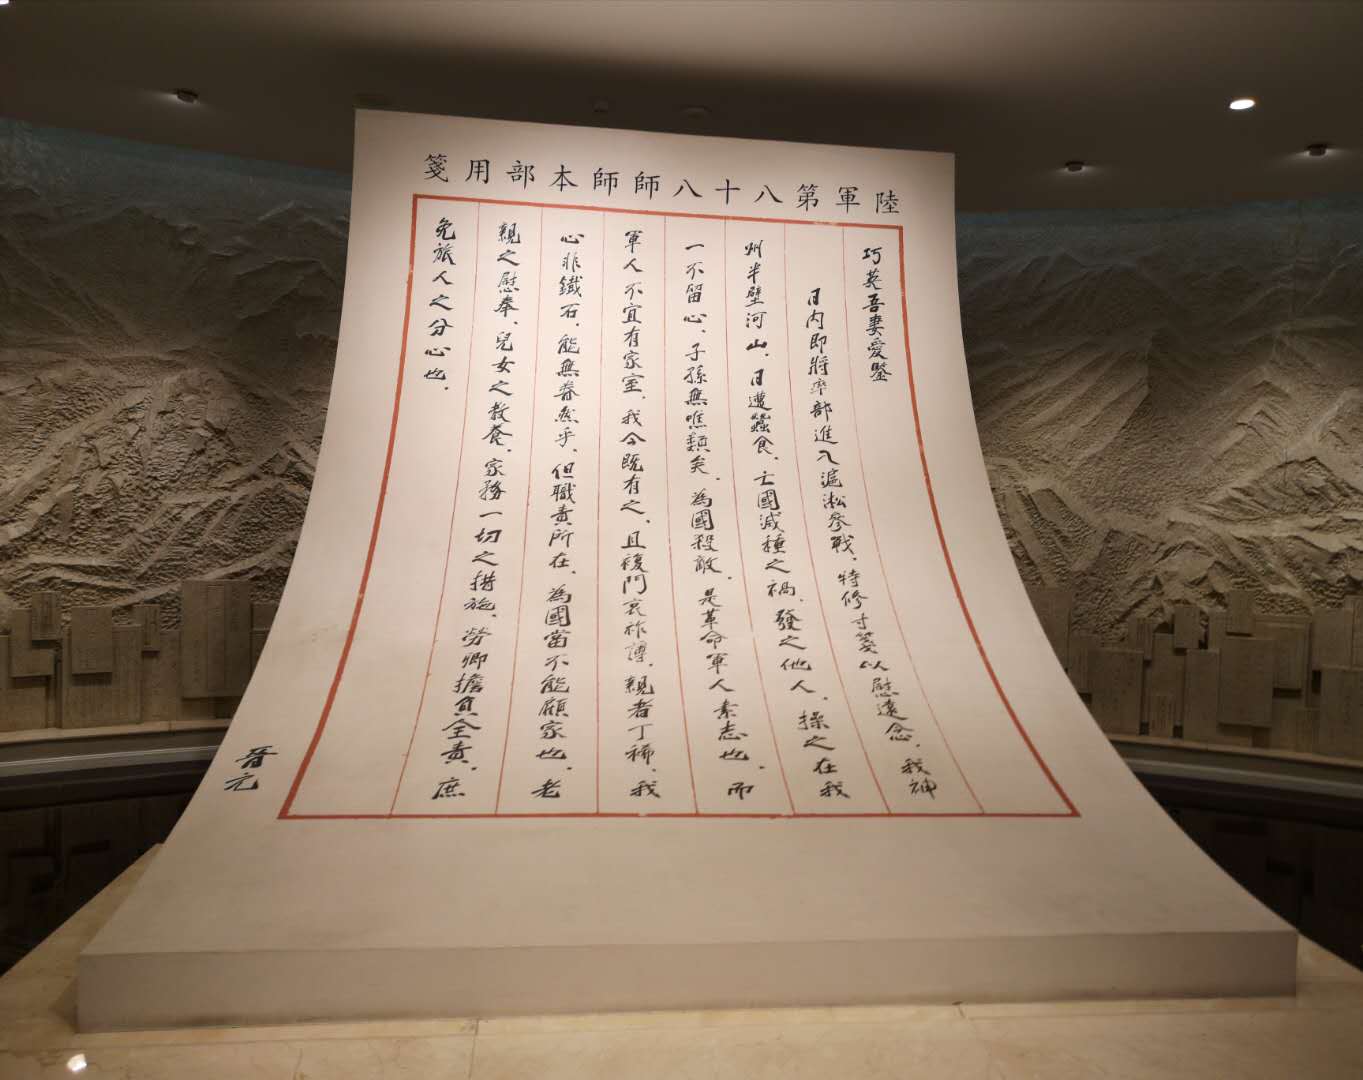 陸軍第八十八師師本部用箋
巧英吾妻愛鑒
日内即將率部進入滬淞參戰、特修寸箋以慰遠念、我神
州半壁河山、日遭蠶食、亡國滅種之禍、發之他人、操之在我
一不留心、子孫無噍類矣、為國殺敵、是革命軍人素志也、而
軍人不宜有家室、我今既有之、且複門衰祚薄、親者丁稀、我
心非鐵石、能無眷然乎、但職責所在、為國當不能顧家也、老
親之慰奉、兒女之教養、家務一切之措施、勞卿擔負全責、庶
免旅人之分心也、
晉元